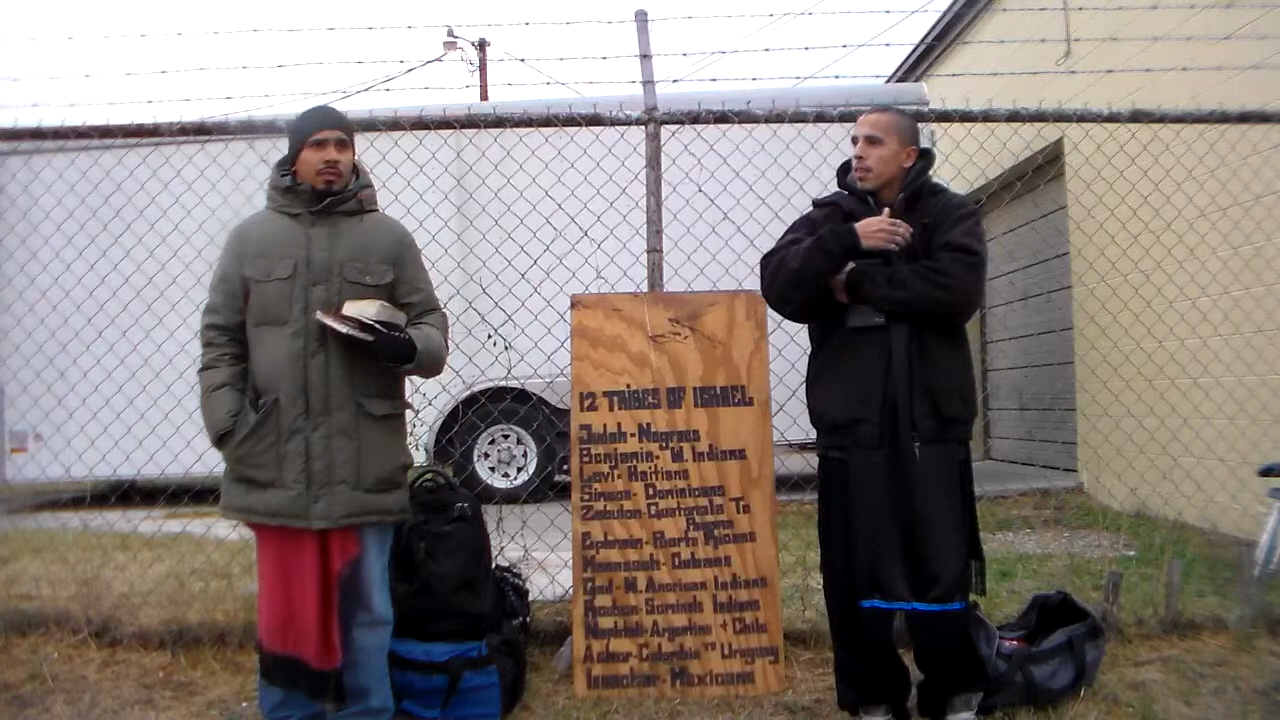 12 TRIBES OF ISRAEL
Judah - Negroes
Benjamin - W. Indians
Levi - Haitians
Simeon - Dominicans
Zebulon - Guatemala To
Panama
Ephraim - Puerto Ricans
Manasseh - Cubans
Gad - N. American Indians
Reuben - Seminole Indians
Naphtali - Argentina + Chile
Asher - Colombia To Uruguay
Issachar - Mexicans